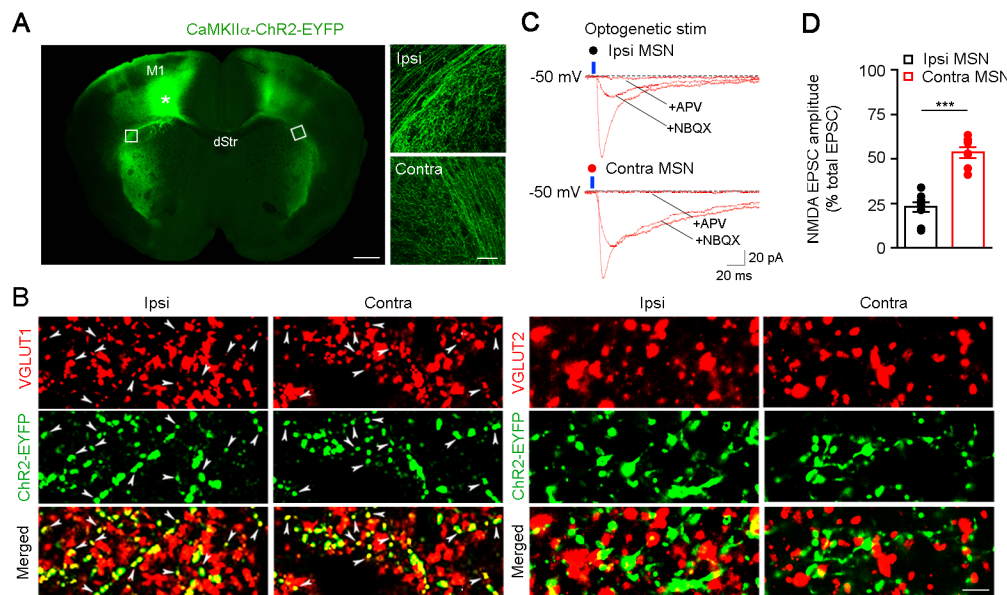 A
CaMKIIα-ChR2-EYFP
M1
*
dStr
Ipsi
Contra
C
Optogenetic stim
Ipsi MSN
-50 mV
+APV
+NBQX
Contra MSN
-50 mV
+APV
+NBQX
20 pA
20 ms
D
Ipsi MSN
Contra MSN
NMDA EPSC amplitude
(% total EPSC)
100
75
50
25
0
***
B
Ipsi
Contra
Ipsi
Contra
VGLUT1
ChR2-EYFP
Merged
VGLUT2
ChR2-EYFP
Merged